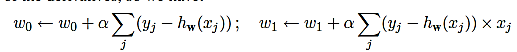 w₀ ← w₀ + α ∑ⱼ (yⱼ − h_𝐰(xⱼ)) ;   w₁ ← w₁ + α ∑ⱼ (yⱼ − h_𝐰(xⱼ)) × xⱼ